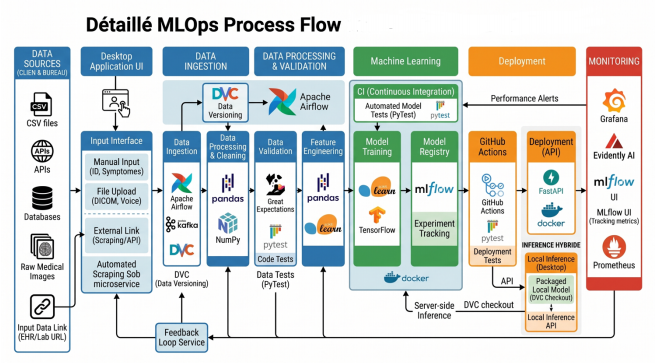 Détaillé MLOps Process Flow
DATA
SOURCES
(CLIEN & BUREAU)
CSV
CSV files
APIs
APIs
Databases
Raw Medical
Images
Input Data Link
(EHR/Lab URL)
Desktop
Application UI
Input Interface
Manual Input
(ID, Symptomes)
File Upload
(DICOM, Voice)
External Link
(Scraping/API)
Automated
Scraping Sob
microservice
DATA
INGESTION
DVC
Data
Versioning
Data
Ingestion
Apache
Airflow
kafka
DVC
DVC
(Data Versioning)
Data
Processing
& Cleaning
pandas
NumPy
Feedback
Loop Service
DATA PROCESSING
& VALIDATION
Apache
Airflow
Data
Validation
Great
Expectations
pytest
Code Tests
Data Tests
(PyTest)
Feature
Engineering
pandas
learn
Machine Learning
CI (Continuous Integration)
Automated Model
Tests (PyTest)
pytest
Model
Training
learn
TensorFlow
Model
Registry
mlflow
Experiment
Tracking
docker
Server-side
Inference
Deployment
Performance Alerts
GitHub
Actions
GitHub
Actions
pytest
Deployment
Tests
API
DVC checkout
Deployment
(API)
FastAPI
docker
INFERENCE HYBRIDE
Local Inference
(Desktop)
Packaged
Local Model
(DVC Checkout)
Local Inference
API
MONITORING
Grafana
Evidently AI
mlflow
UI
MLflow UI
(Tracking metrics)
Prometheus